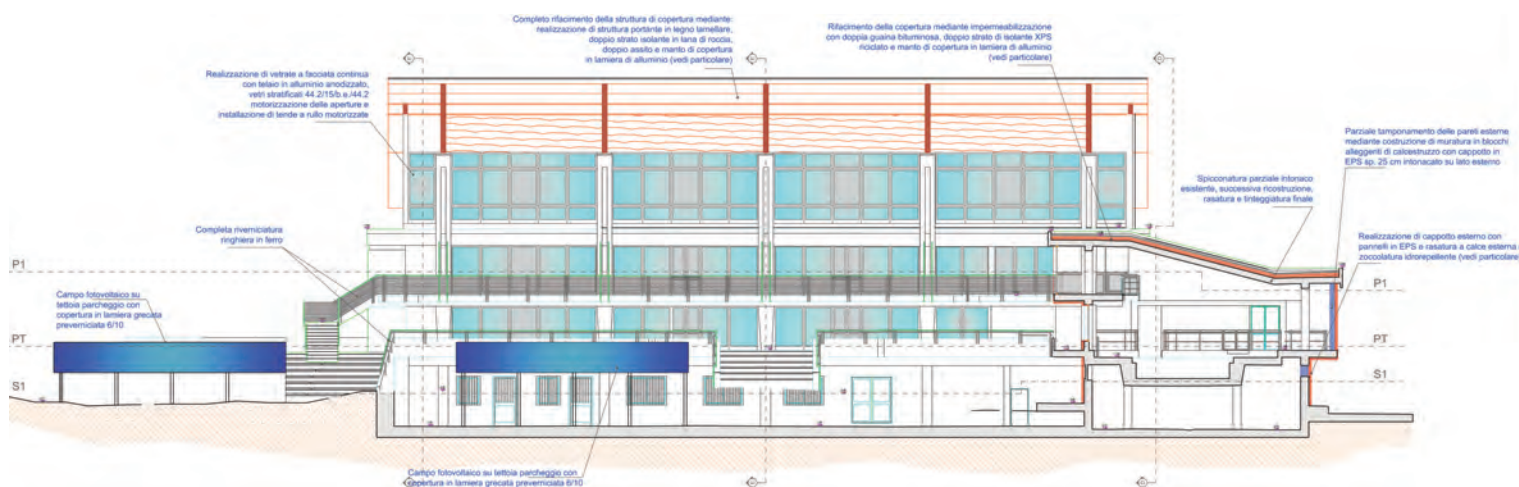 Completo rifacimento della struttura di copertura mediante:
realizzazione di struttura portante in legno lamellare,
doppio strato isolante in lana di roccia,
doppio assito e manto di copertura
in lamiera di alluminio (vedi particolare)
Rifacimento della copertura mediante impermeabilizzazione
con doppia guaina bituminosa, doppio strato di isolante XPS
riciclato e manto di copertura in lamiera di alluminio
(vedi particolare)
Realizzazione di vetrate a facciata continua
con telaio in alluminio anodizzato,
vetri stratificati 44.2/15/b.e./44.2
motorizzazione delle aperture e
installazione di tende a rullo motorizzate
Parziale tamponamento delle pareti esterne
mediante costruzione di muratura in blocchi
alleggenti di calcestruzzo con cappotto in
EPS sp. 25 cm intonacato su lato esterno
Spicconatura parziale intonaco
esistente, successiva ricostruzione,
rasatura e tinteggiatura finale
Completa riverniciatura
ringhiera in ferro
Realizzazione di cappotto esterno con
pannelli in EPS e rasatura a calce esterna
zoccolatura idrorepellente (vedi particolare)
P1
P1
Campo fotovoltaico su
tettoia parcheggio con
copertura in lamiera grecata
preverniciata 6/10
PT
PT
S1
S1
Campo fotovoltaico su tettoia parcheggio con
copertura in lamiera grecata preverniciata 6/10